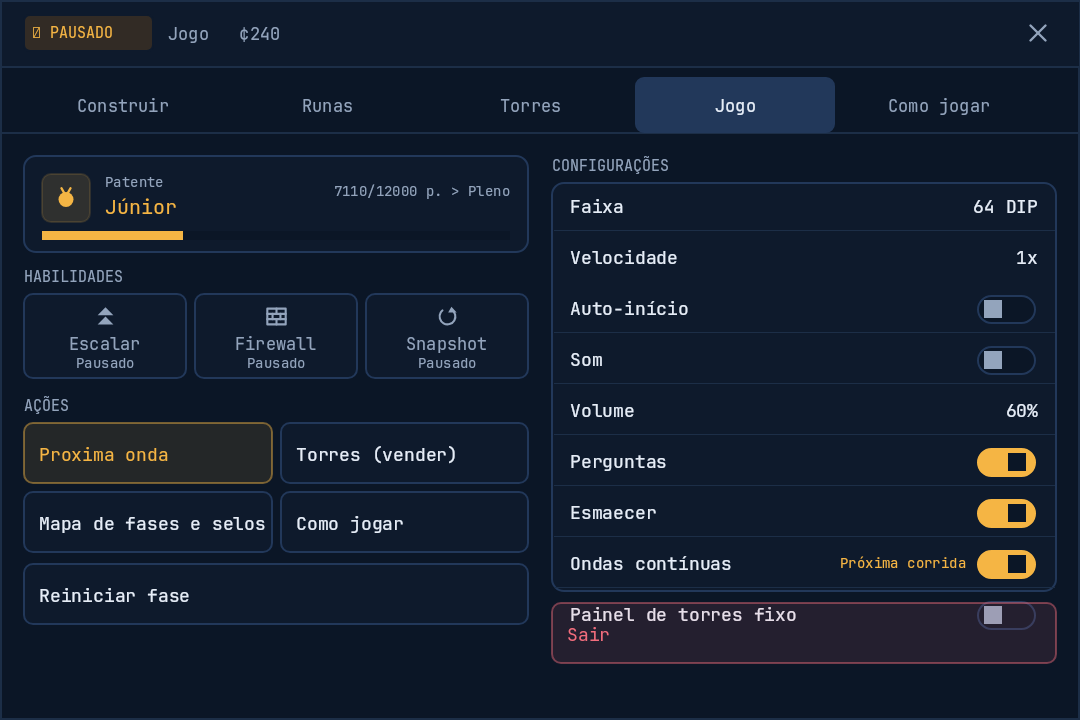 PAUSADO Jogo ¢240
Construir Runas Torres Jogo Como jogar
Patente
Júnior
7110/12000 p. > Pleno
HABILIDADES
Escalar
Pausado
Firewall
Pausado
Snapshot
Pausado
AÇÕES
Proxima onda
Torres (vender)
Mapa de fases e selos
Como jogar
Reiniciar fase
CONFIGURAÇÕES
Faixa 64 DIP
Velocidade 1x
Auto-início
Som
Volume 60%
Perguntas
Esmaecer
Ondas contínuas Próxima corrida
Painel de torres fixo
Sair